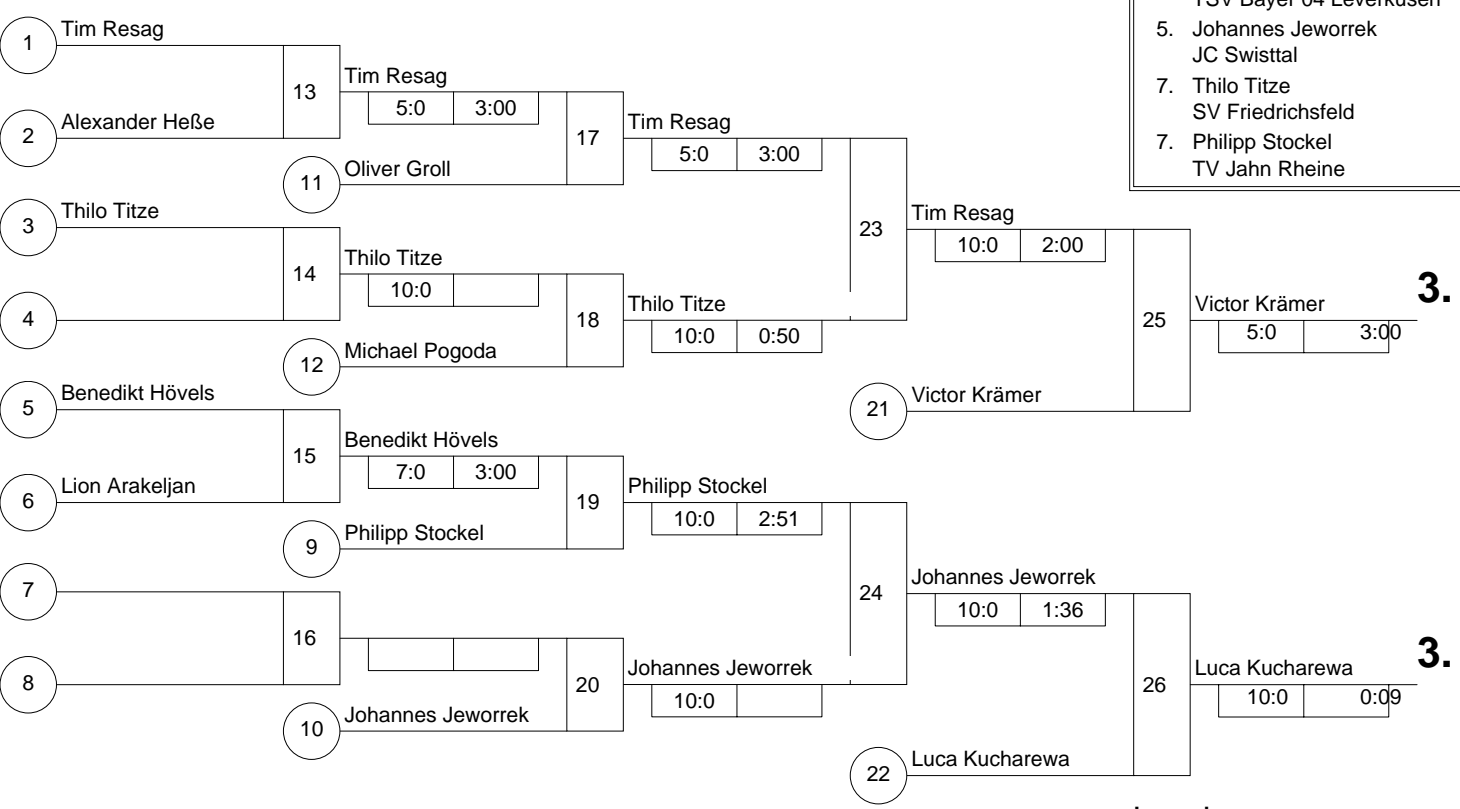 TSV Bayer 04 Leverkusen
5. Johannes Jeworrek
JC Swisttal
7. Thilo Titze
SV Friedrichsfeld
7. Philipp Stockel
TV Jahn Rheine
1 Tim Resag
2 Alexander Heße
3 Thilo Titze
4
5 Benedikt Hövels
6 Lion Arakeljan
7
8
13
Tim Resag
5:0 3:00
11 Oliver Groll
14
Thilo Titze
10:0
12 Michael Pogoda
15
Benedikt Hövels
7:0 3:00
9 Philipp Stockel
16
10 Johannes Jeworrek
17
Tim Resag
5:0 3:00
18
Thilo Titze
10:0 0:50
19
Philipp Stockel
10:0 2:51
20
Johannes Jeworrek
10:0
23
Tim Resag
10:0 2:00
21 Victor Krämer
24
Johannes Jeworrek
10:0 1:36
22 Luca Kucharewa
25
Victor Krämer 3.
5:0 3:00
26
Luca Kucharewa 3.
10:0 0:09